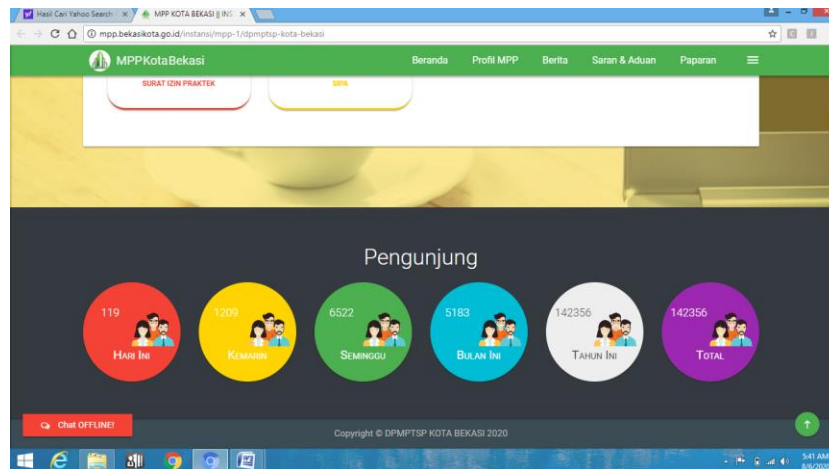 Hasil Cari Yahoo Search
MPP KOTA BEKASI || INS
mpp.bekasikota.go.id/instansi/mpp-1/dpmptsp-kota-bekasi
MPPKotaBekasi
Beranda
Profil MPP
Berita
Saran & Aduan
Paparan
SURAT IZIN PRAKTEK
SIPA
Pengunjung
119
HARI INI
1209
KEMARIN
6522
SEMINGGU
5183
BULAN INI
142356
TAHUN INI
142356
TOTAL
Chat OFFLINE!
Copyright © DPMPTSP KOTA BEKASI 2020
5:41 AM